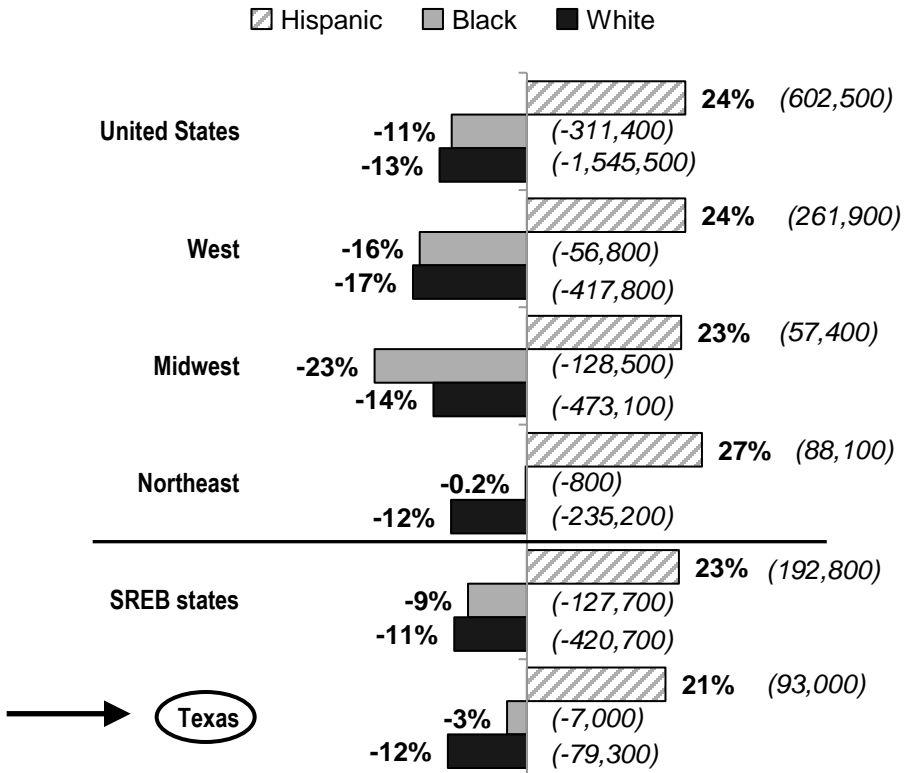 Hispanic Black White
24% (602,500)
United States -11% (-311,400)
-13% (-1,545,500)
24% (261,900)
West -16% (-56,800)
-17% (-417,800)
23% (57,400)
Midwest -23% (-128,500)
-14% (-473,100)
27% (88,100)
Northeast -0.2% (-800)
-12% (-235,200)
23% (192,800)
SREB states -9% (-127,700)
-11% (-420,700)
21% (93,000)
Texas -3% (-7,000)
-12% (-79,300)